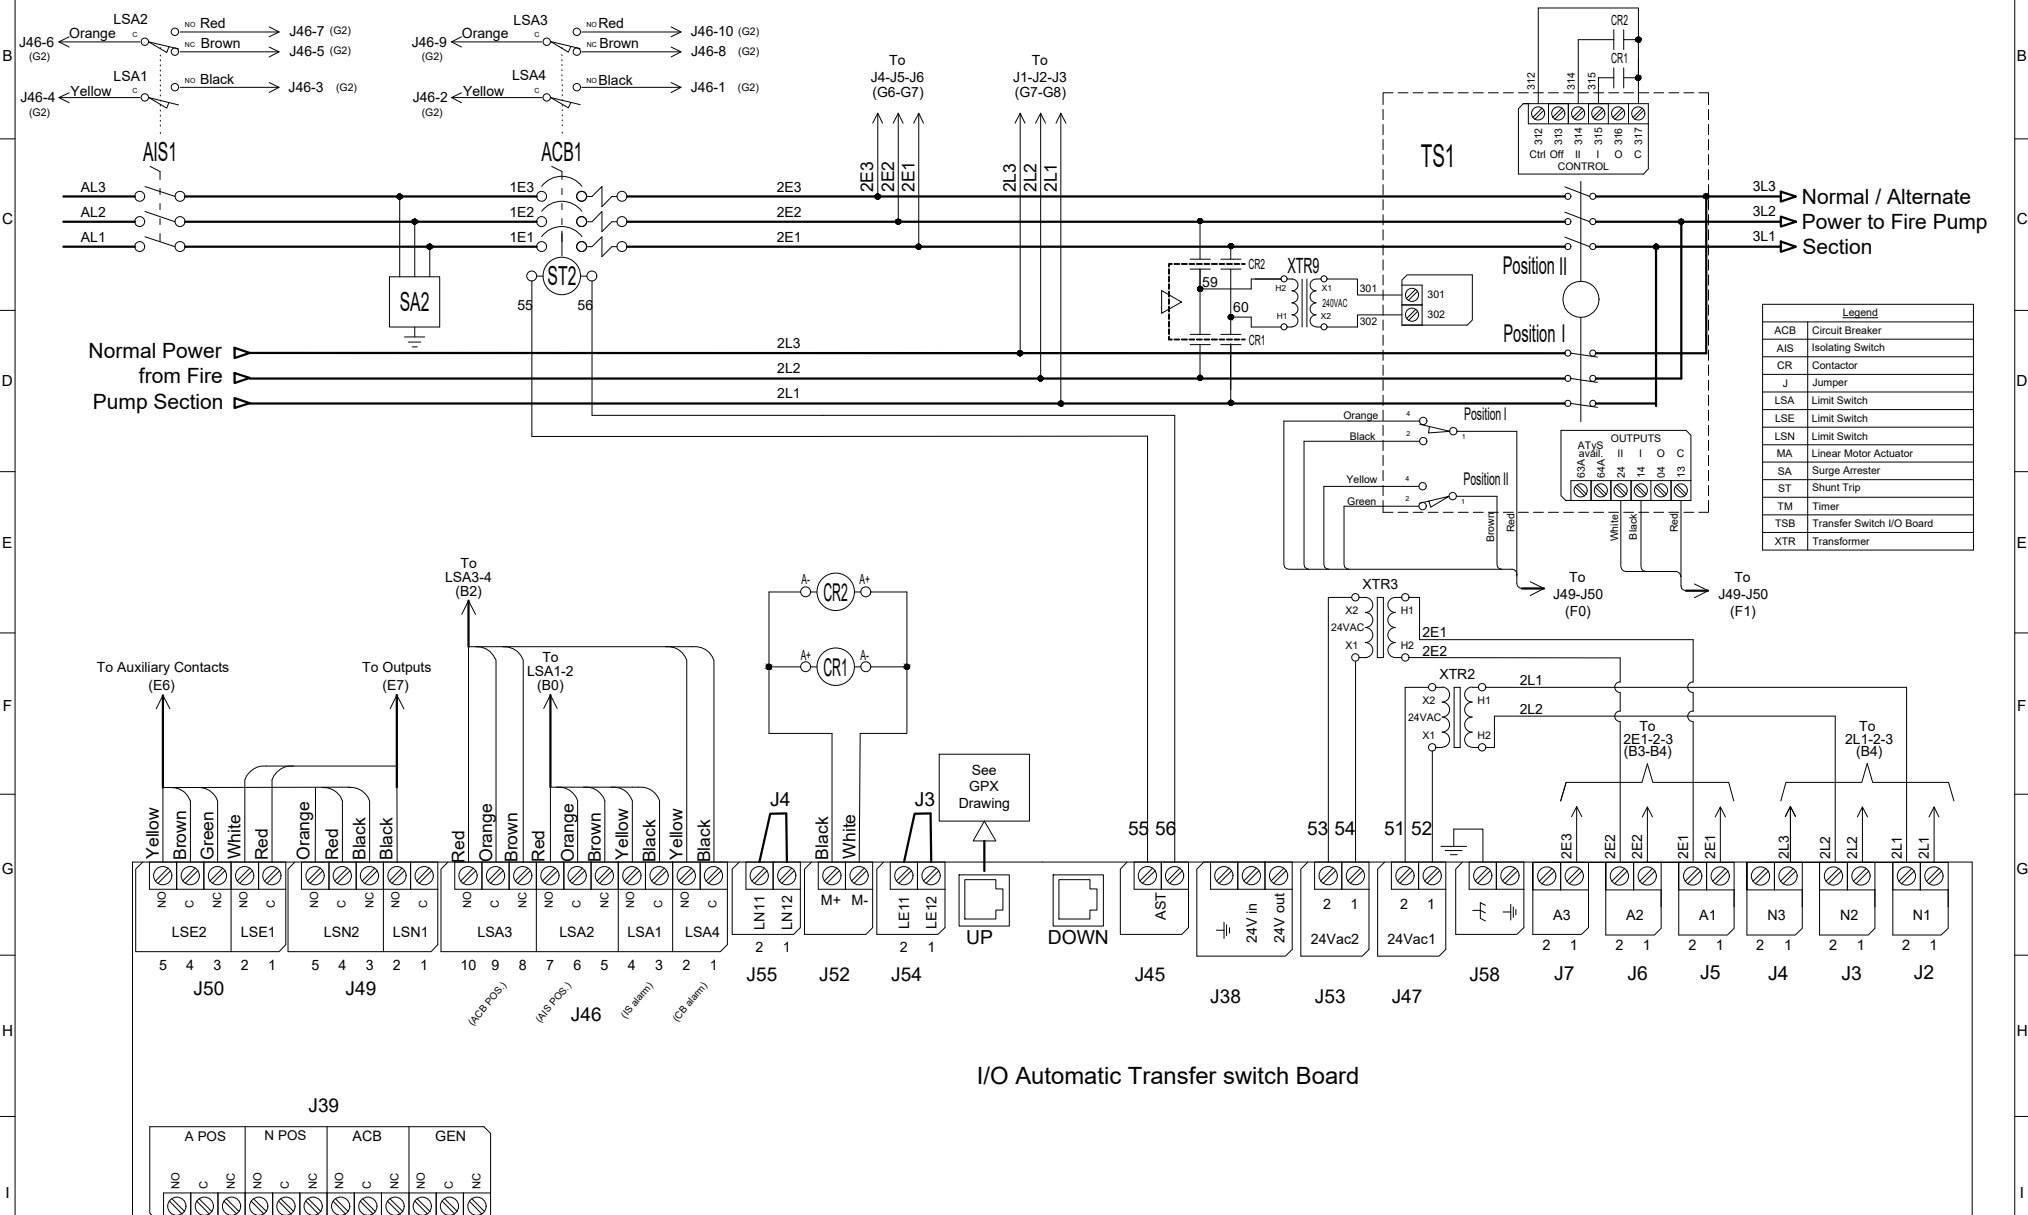 B
LSA2
NO Red
J46-7 (G2)
J46-6
(G2)
Orange
C
NC Brown
J46-5 (G2)
LSA1
NO Black
J46-3 (G2)
J46-4
(G2)
Yellow
C
LSA3
NO Red
J46-10 (G2)
J46-9
(G2)
Orange
C
NC Brown
J46-8 (G2)
LSA4
NO Black
J46-1 (G2)
J46-2
(G2)
Yellow
C
To
J4-J5-J6
(G6-G7)
To
J1-J2-J3
(G7-G8)
CR2
CR1
312
314
315
B
AIS1
ACB1
2E3
2E2
2E1
2L3
2L2
2L1
TS1
312
313
314
315
316
317
Ctrl Off II I O C
CONTROL
C
AL3
1E3
2E3
3L3
Normal / Alternate
AL2
1E2
2E2
3L2
Power to Fire Pump
AL1
1E1
2E1
3L1
Section
C
SA2
ST2
55
56
CR2
59
60
CR1
XTR9
H2
H1
X1
240VAC
X2
301
302
301
302
Position II
Position I
D
Normal Power
from Fire
Pump Section
2L3
2L2
2L1
Legend
ACB Circuit Breaker
AIS Isolating Switch
CR Contactor
J Jumper
LSA Limit Switch
LSE Limit Switch
LSN Limit Switch
MA Linear Motor Actuator
SA Surge Arrester
ST Shunt Trip
TM Timer
TSB Transfer Switch I/O Board
XTR Transformer
D
Orange
4
Position I
Black
2
1
Yellow
4
Position II
Green
2
1
Brown
Red
OUTPUTS
ATyS
avail.
II I O C
63A
64A
24
14
04
13
White
Black
Red
E
To
LSA3-4
(B2)
A-
CR2
A+
A+
CR1
A-
To
J49-J50
(F0)
To
J49-J50
(F1)
E
XTR3
X2
24VAC
X1
H1
H2
2E1
2E2
To Auxiliary Contacts
(E6)
To Outputs
(E7)
To
LSA1-2
(B0)
F
XTR2
X2
24VAC
X1
H1
H2
2L1
2L2
To
2E1-2-3
(B3-B4)
To
2L1-2-3
(B4)
F
See
GPX
Drawing
J4
J3
G
Yellow
Brown
Green
White
Red
Orange
Red
Black
Black
Red
Orange
Brown
Red
Orange
Brown
Yellow
Black
Yellow
Black
Black
White
55 56
53 54
51 52
2E3
2E2
2E2
2E1
2E1
2L3
2L2
2L2
2L1
2L1
G
NO
C
NC
NO
C
NO
C
NC
NO
C
NO
C
NC
NO
C
NC
NO
C
NO
C
LSE2
LSE1
LSN2
LSN1
LSA3
LSA2
LSA1
LSA4
LN11
LN12
M+ M-
LE11
LE12
UP
DOWN
AST
24V in
24V out
2 1
24Vac2
2 1
24Vac1
A3
A2
A1
N3
N2
N1
5 4 3 2 1
5 4 3 2 1
10 9 8 7 6 5 4 3 2 1
2 1
2 1
2 1
2 1
2 1
2 1
2 1
2 1
J50
J49
(ACB POS.)
(AIS POS.)
J46
(IS alarm)
(CB alarm)
J55
J52
J54
J45
J38
J53
J47
J58
J7
J6
J5
J4
J3
J2
H
H
I/O Automatic Transfer switch Board
J39
A POS
N POS
ACB
GEN
I
NO
C
NC
NO
C
NC
NO
C
NC
NO
C
NC
I